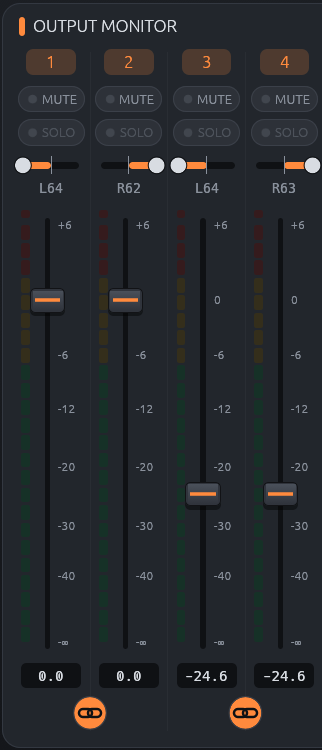 OUTPUT MONITOR
1 2 3 4
MUTE MUTE MUTE MUTE
SOLO SOLO SOLO SOLO
L64 R62 L64 R63
+6 +6 +6 +6
0 0
-6 -6 -6 -6
-12 -12 -12 -12
-20 -20 -20 -20
-30 -30 -30 -30
-40 -40 -40 -40
-∞ -∞ -∞ -∞
0.0 0.0 -24.6 -24.6